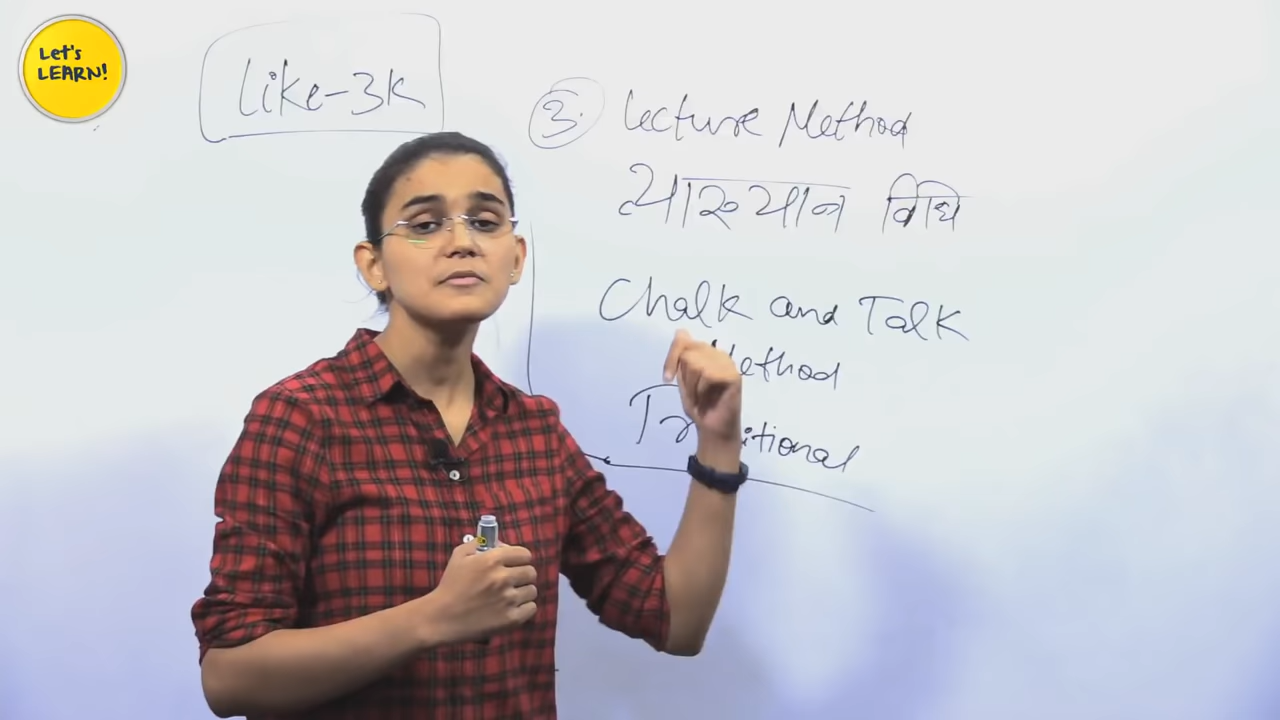 Let's
LEARN!
Like-3K
3. Lecture Method
व्याख्यान विधि
Chalk and Talk
Method
Traditional